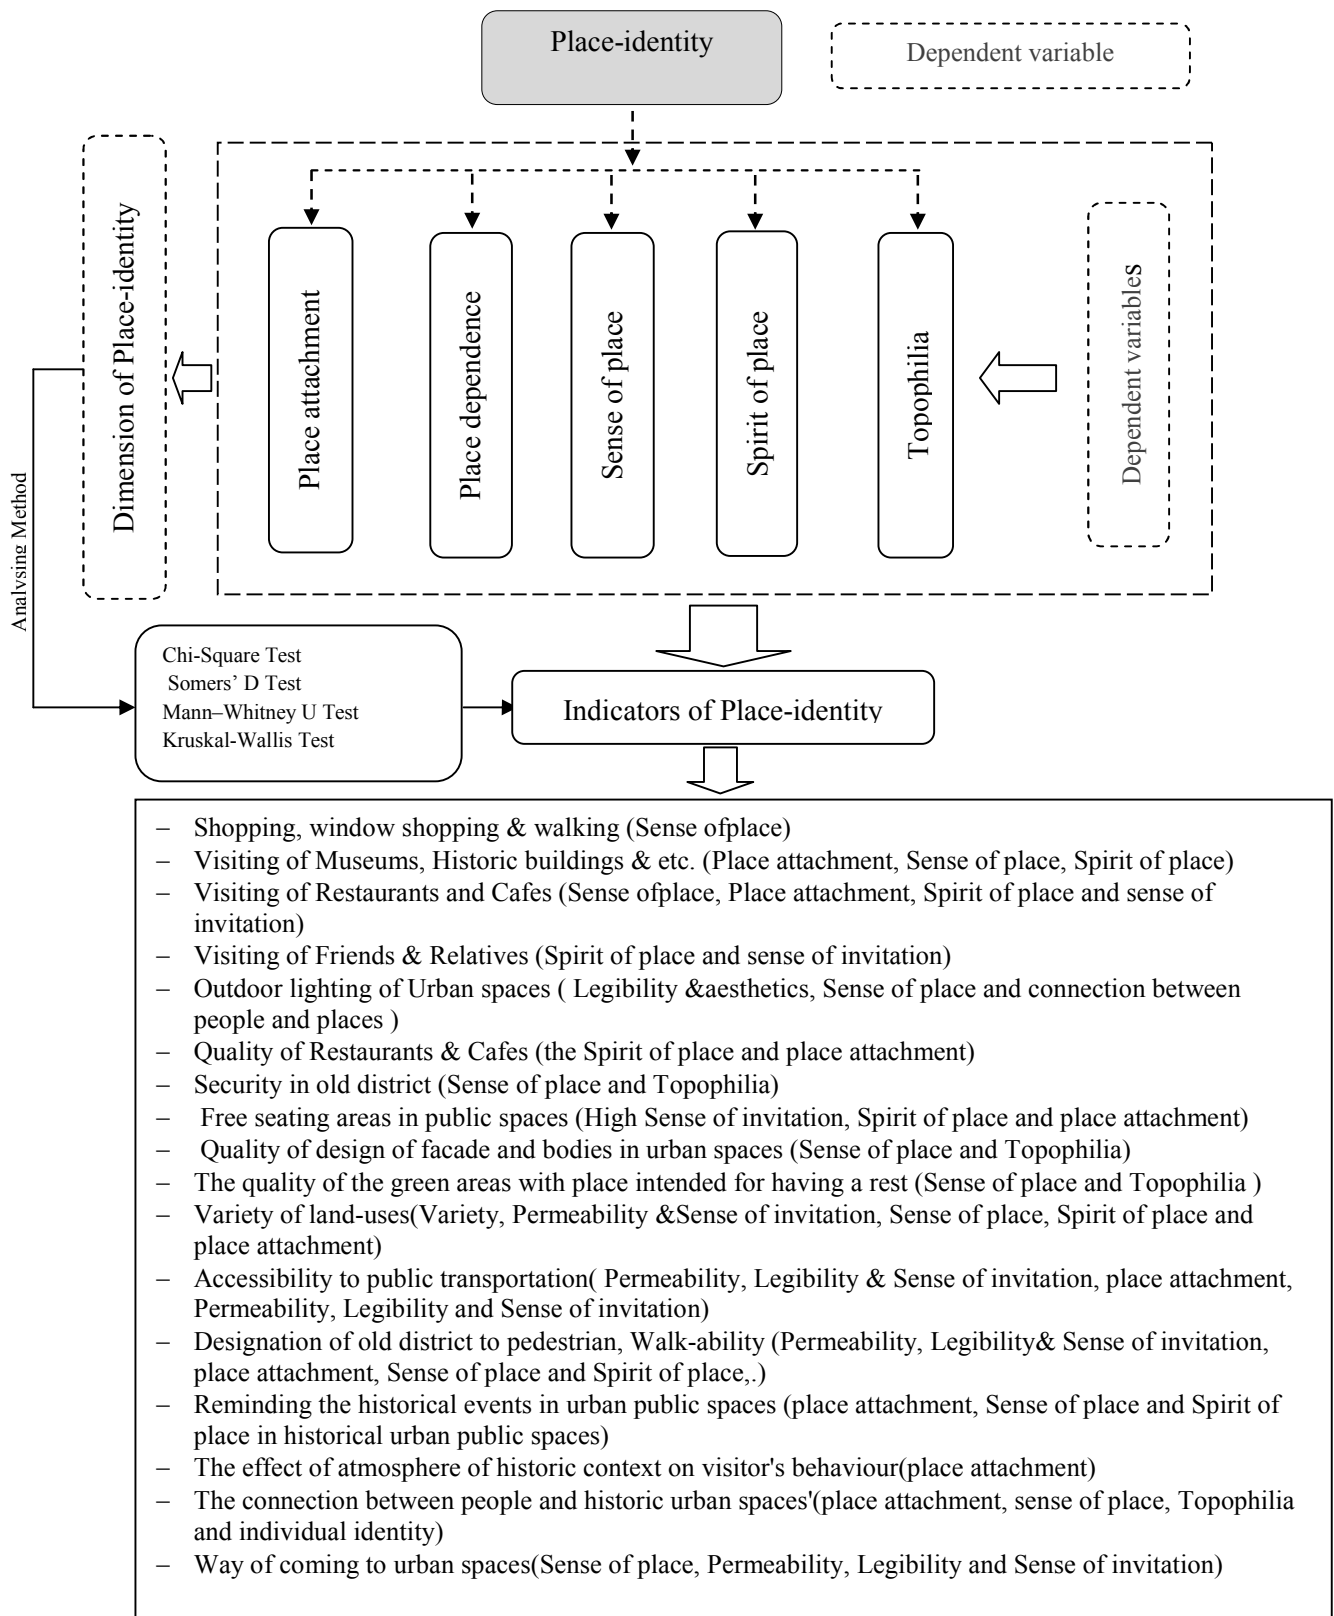 Place-identity
Dependent variable
Dimension of Place-identity
Place attachment
Place dependence
Sense of place
Spirit of place
Topophilia
Dependent variables
Analysing Method
Chi-Square Test
Somers' D Test
Mann–Whitney U Test
Kruskal-Wallis Test
Indicators of Place-identity
– Shopping, window shopping & walking (Sense ofplace)
– Visiting of Museums, Historic buildings & etc. (Place attachment, Sense of place, Spirit of place)
– Visiting of Restaurants and Cafes (Sense ofplace, Place attachment, Spirit of place and sense of
invitation)
– Visiting of Friends & Relatives (Spirit of place and sense of invitation)
– Outdoor lighting of Urban spaces ( Legibility &aesthetics, Sense of place and connection between
people and places )
– Quality of Restaurants & Cafes (the Spirit of place and place attachment)
– Security in old district (Sense of place and Topophilia)
– Free seating areas in public spaces (High Sense of invitation, Spirit of place and place attachment)
– Quality of design of facade and bodies in urban spaces (Sense of place and Topophilia)
– The quality of the green areas with place intended for having a rest (Sense of place and Topophilia )
– Variety of land-uses(Variety, Permeability &Sense of invitation, Sense of place, Spirit of place and
place attachment)
– Accessibility to public transportation( Permeability, Legibility & Sense of invitation, place attachment,
Permeability, Legibility and Sense of invitation)
– Designation of old district to pedestrian, Walk-ability (Permeability, Legibility& Sense of invitation,
place attachment, Sense of place and Spirit of place,.)
– Reminding the historical events in urban public spaces (place attachment, Sense of place and Spirit of
place in historical urban public spaces)
– The effect of atmosphere of historic context on visitor's behaviour(place attachment)
– The connection between people and historic urban spaces'(place attachment, sense of place, Topophilia
and individual identity)
– Way of coming to urban spaces(Sense of place, Permeability, Legibility and Sense of invitation)